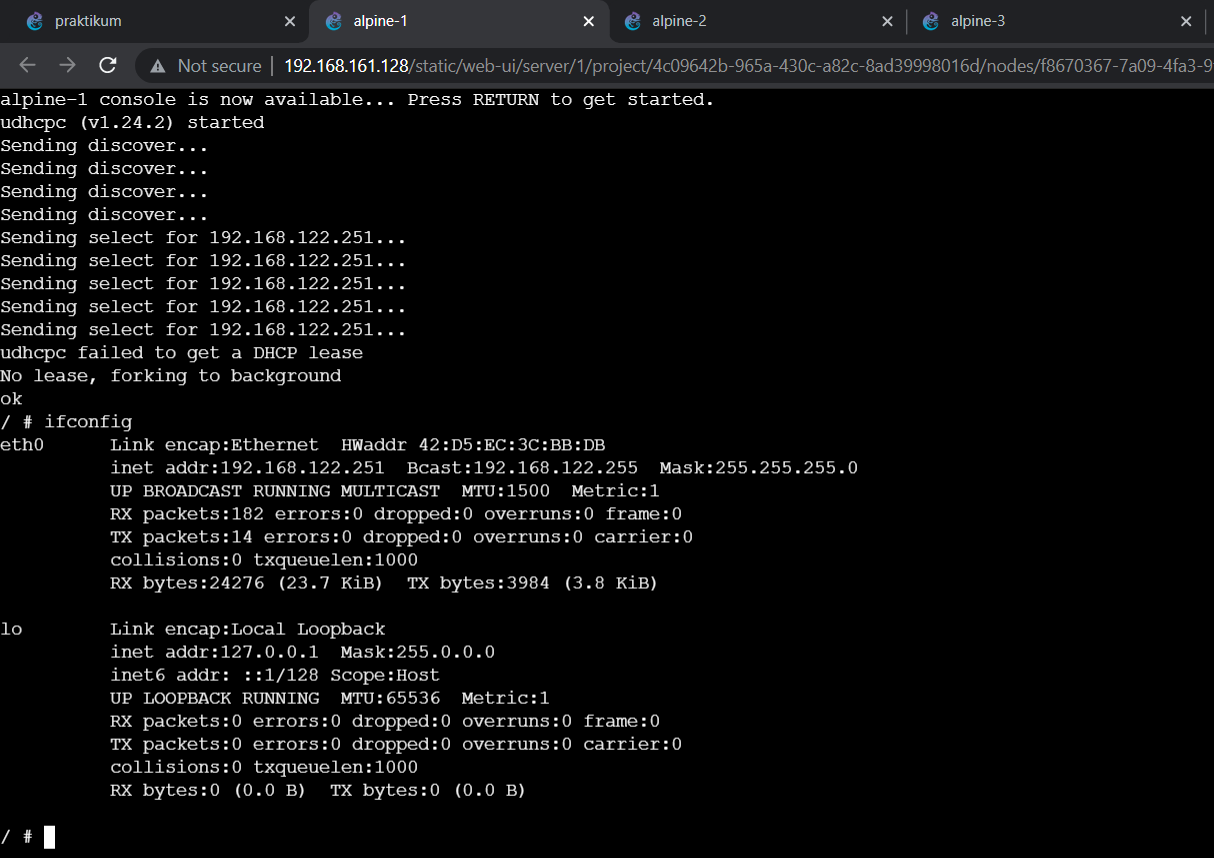 praktikum
alpine-1
alpine-2
alpine-3
Not secure 192.168.161.128/static/web-ui/server/1/project/4c09642b-965a-430c-a82c-8ad39998016d/nodes/f8670367-7a09-4fa3-9
alpine-1 console is now available... Press RETURN to get started.
udhcpc (v1.24.2) started
Sending discover...
Sending discover...
Sending discover...
Sending discover...
Sending select for 192.168.122.251...
Sending select for 192.168.122.251...
Sending select for 192.168.122.251...
Sending select for 192.168.122.251...
Sending select for 192.168.122.251...
udhcpc failed to get a DHCP lease
No lease, forking to background
ok
/ # ifconfig
eth0      Link encap:Ethernet  HWaddr 42:D5:EC:3C:BB:DB
          inet addr:192.168.122.251  Bcast:192.168.122.255  Mask:255.255.255.0
          UP BROADCAST RUNNING MULTICAST  MTU:1500  Metric:1
          RX packets:182 errors:0 dropped:0 overruns:0 frame:0
          TX packets:14 errors:0 dropped:0 overruns:0 carrier:0
          collisions:0 txqueuelen:1000
          RX bytes:24276 (23.7 KiB)  TX bytes:3984 (3.8 KiB)
lo        Link encap:Local Loopback
          inet addr:127.0.0.1  Mask:255.0.0.0
          inet6 addr: ::1/128 Scope:Host
          UP LOOPBACK RUNNING  MTU:65536  Metric:1
          RX packets:0 errors:0 dropped:0 overruns:0 frame:0
          TX packets:0 errors:0 dropped:0 overruns:0 carrier:0
          collisions:0 txqueuelen:1000
          RX bytes:0 (0.0 B)  TX bytes:0 (0.0 B)
/ #